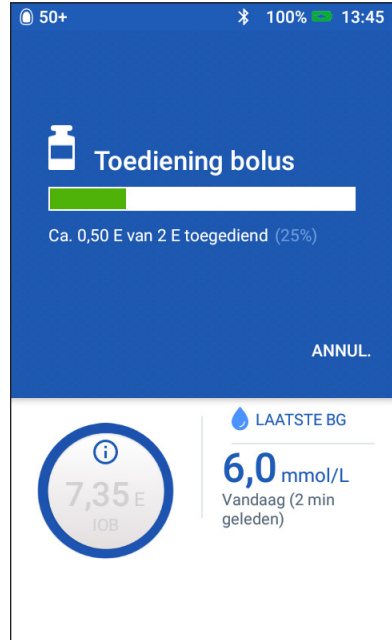 50+ 100% 13:45
Toediening bolus
Ca. 0,50 E van 2 E toegediend (25%)
ANNUL.
LAATSTE BG
6,0 mmol/L
Vandaag (2 min
geleden)
7,35 E
IOB